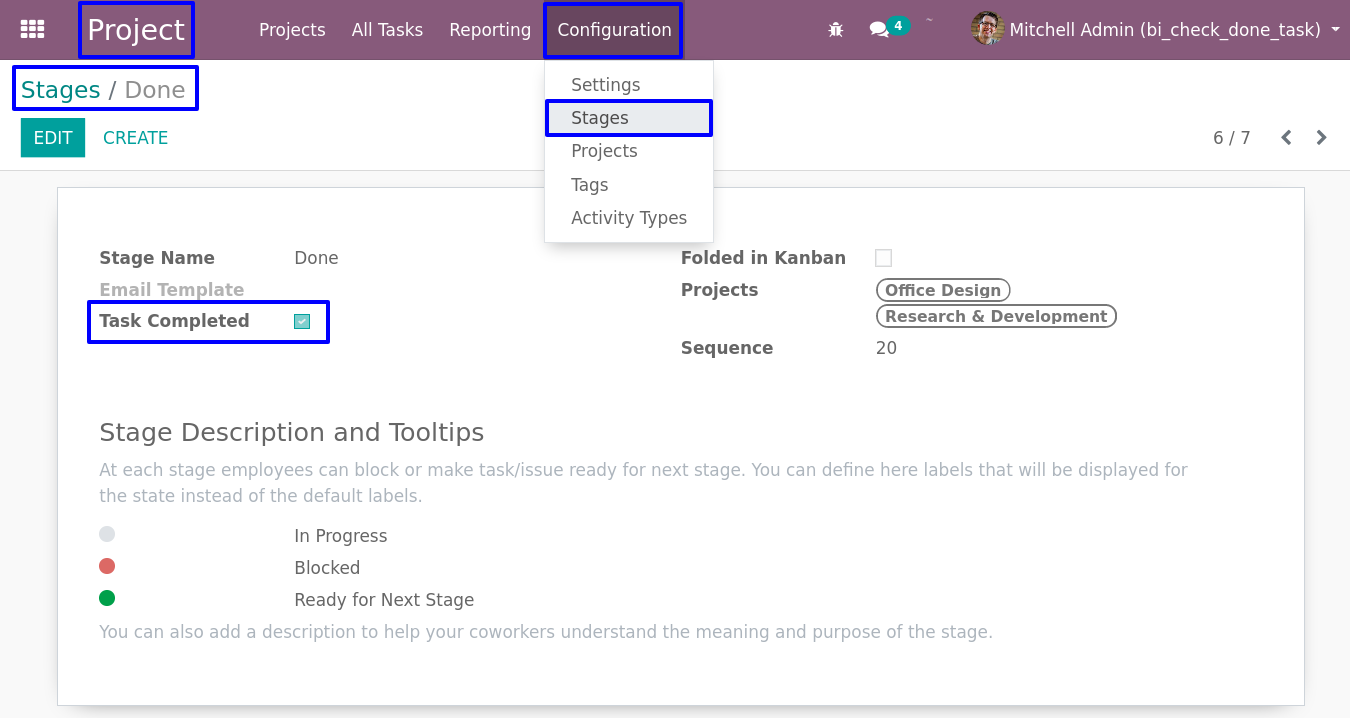 Project Projects All Tasks Reporting Configuration 4 Mitchell Admin (bi_check_done_task)
Stages / Done
Settings
Stages
Projects
Tags
Activity Types
EDIT CREATE 6 / 7
Stage Name Done
Email Template
Task Completed
Folded in Kanban
Projects Office Design
Research & Development
Sequence 20
Stage Description and Tooltips
At each stage employees can block or make task/issue ready for next stage. You can define here labels that will be displayed for
the state instead of the default labels.
In Progress
Blocked
Ready for Next Stage
You can also add a description to help your coworkers understand the meaning and purpose of the stage.